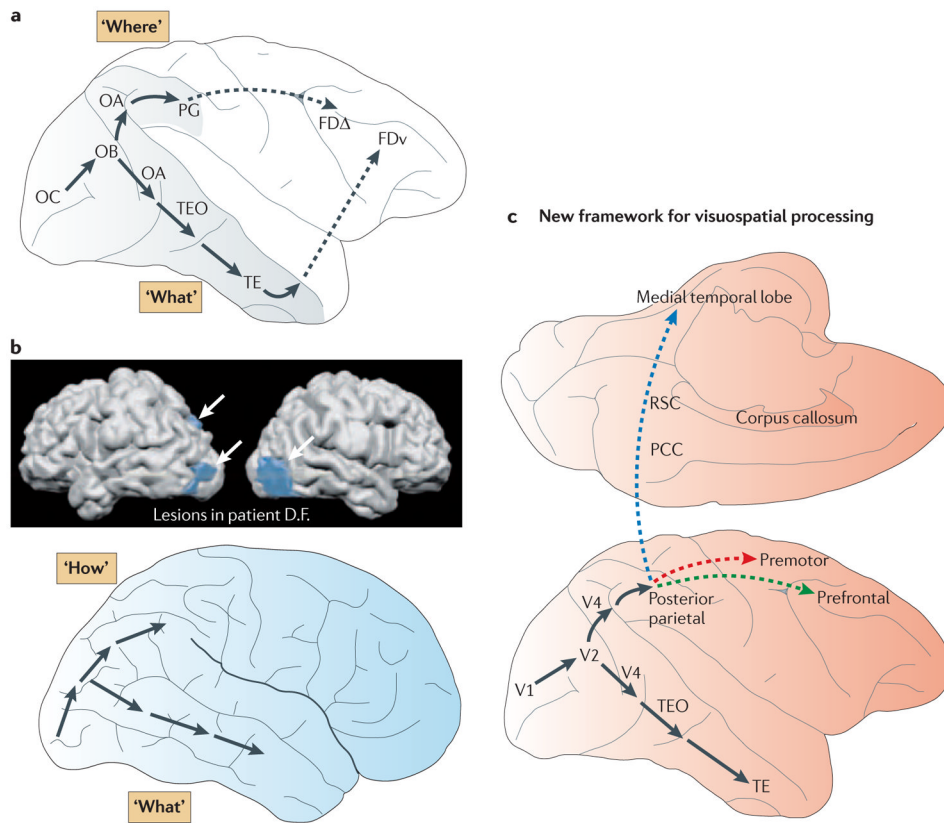 a
'Where'
OA
PG
FDΔ
FDv
OB
OA
OC
TEO
TE
'What'
b
Lesions in patient D.F.
'How'
'What'
c New framework for visuospatial processing
Medial temporal lobe
RSC
Corpus callosum
PCC
Premotor
V4
Posterior
parietal
Prefrontal
V2
V4
V1
TEO
TE